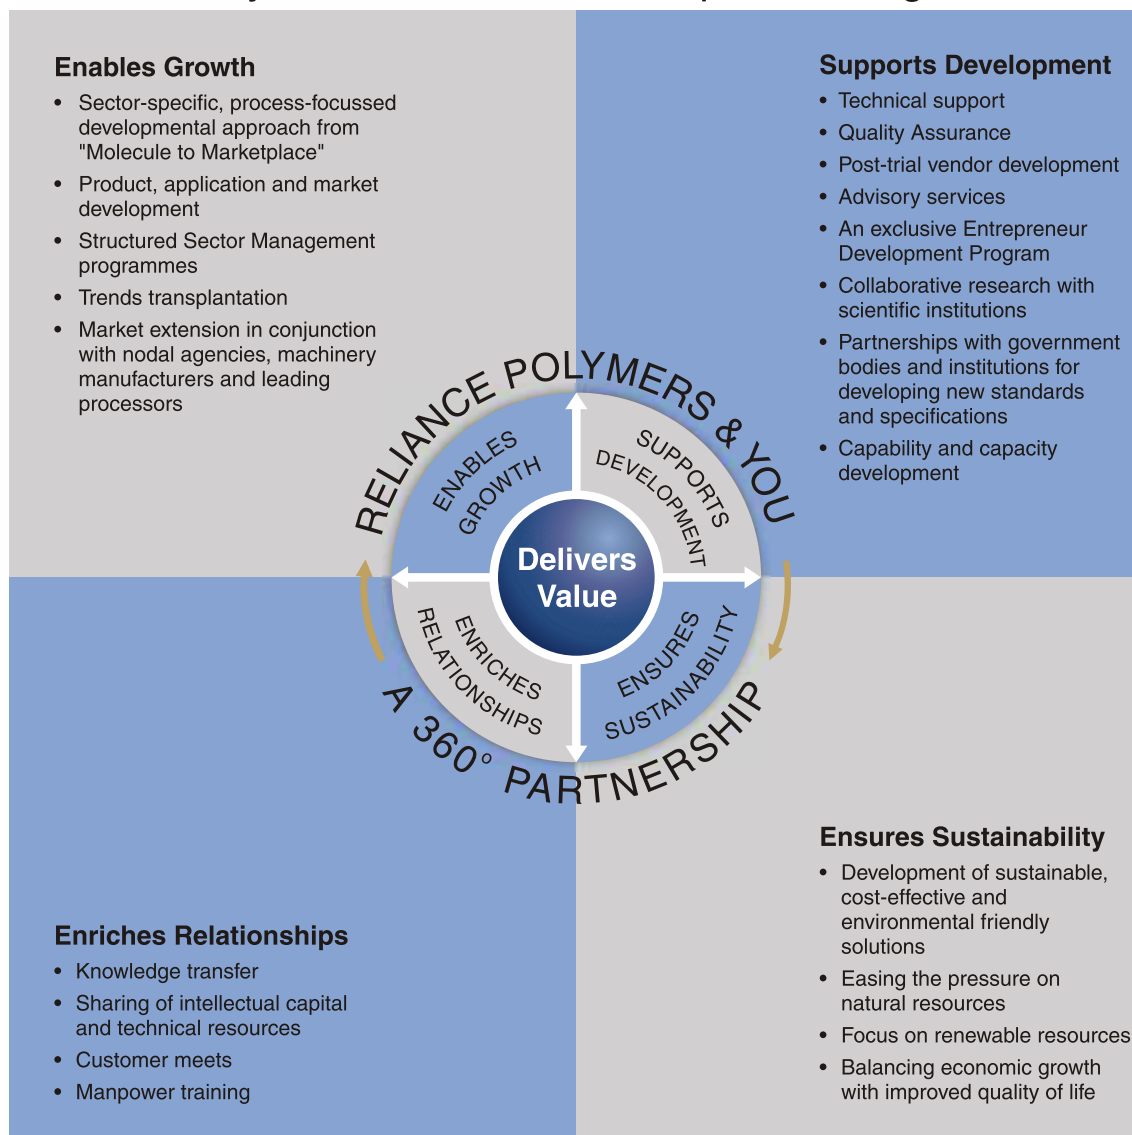 Enables Growth
• Sector-specific, process-focussed
developmental approach from
"Molecule to Marketplace"
• Product, application and market
development
• Structured Sector Management
programmes
• Trends transplantation
• Market extension in conjunction
with nodal agencies, machinery
manufacturers and leading
processors
Supports Development
• Technical support
• Quality Assurance
• Post-trial vendor development
• Advisory services
• An exclusive Entrepreneur
Development Program
• Collaborative research with
scientific institutions
• Partnerships with government
bodies and institutions for
developing new standards
and specifications
• Capability and capacity
development
RELIANCE POLYMERS & YOU
ENABLES
GROWTH
SUPPORTS
DEVELOPMENT
Delivers
Value
ENRICHES
RELATIONSHIPS
ENSURES
SUSTAINABILITY
A 360° PARTNERSHIP
Enriches Relationships
• Knowledge transfer
• Sharing of intellectual capital
and technical resources
• Customer meets
• Manpower training
Ensures Sustainability
• Development of sustainable,
cost-effective and
environmental friendly
solutions
• Easing the pressure on
natural resources
• Focus on renewable resources
• Balancing economic growth
with improved quality of life